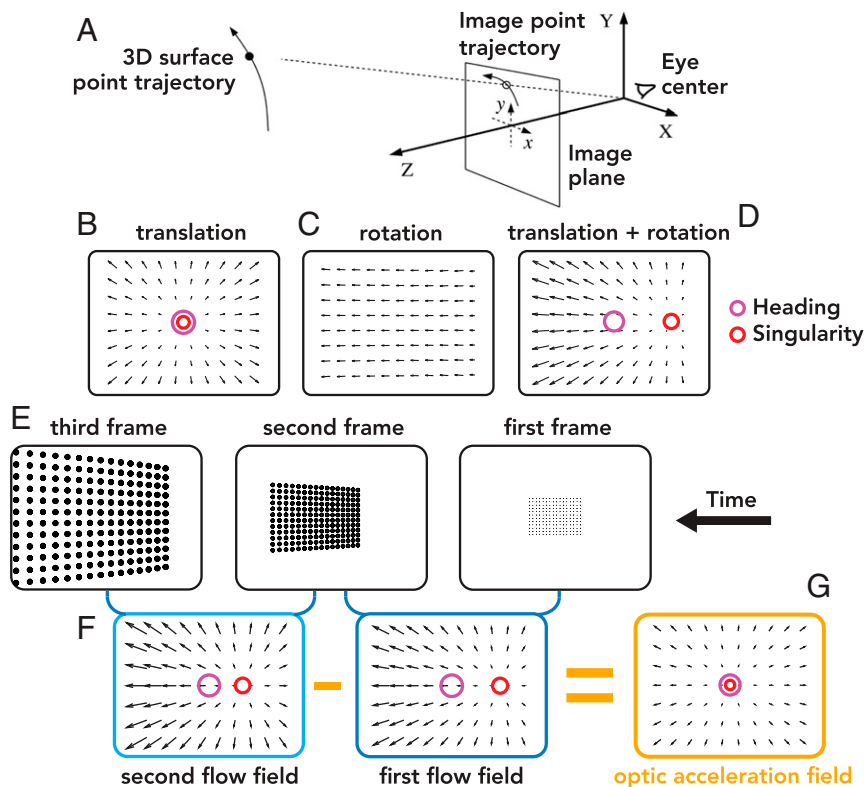 A
3D surface
point trajectory
Image point
trajectory
Y
Eye
center
X
y
x
Z
Image
plane
B
translation
C
rotation
translation + rotation
D
Heading
Singularity
E
third frame
second frame
first frame
Time
F
G
second flow field
first flow field
optic acceleration field